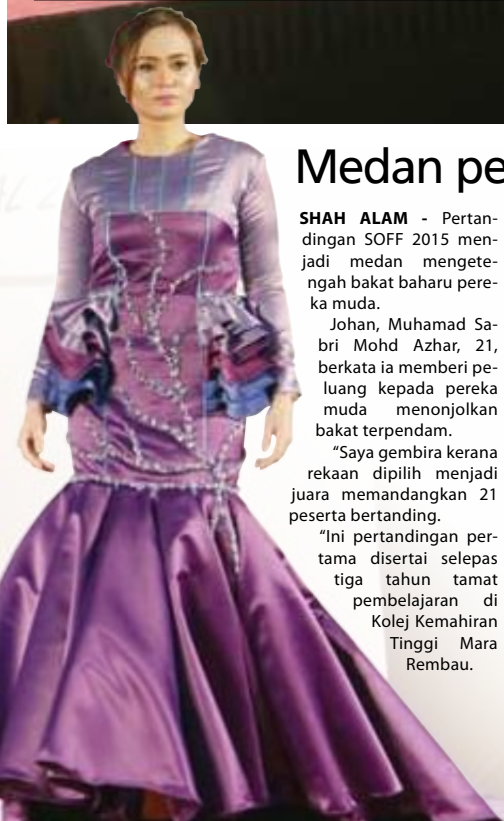 Medan pe
SHAH ALAM - Pertan-
dingan SOFF 2015 men-
jadi medan mengete-
ngah bakat baharu pere-
ka muda.
Johan, Muhamad Sa-
bri Mohd Azhar, 21,
berkata ia memberi pe-
luang kepada pereka
muda menonjolkan
bakat terpendam.
“Saya gembira kerana
rekaan dipilih menjadi
juara memandangkan 21
peserta bertanding.
“Ini pertandingan per-
tama disertai selepas
tiga tahun tamat
pembelajaran di
Kolej Kemahiran
Tinggi Mara
Rembau.